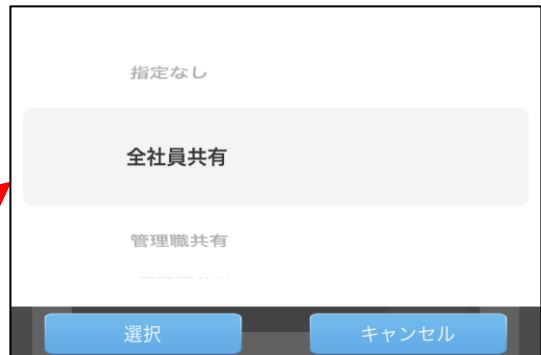 指定なし
全社員共有
管理職共有
選択
キャンセル